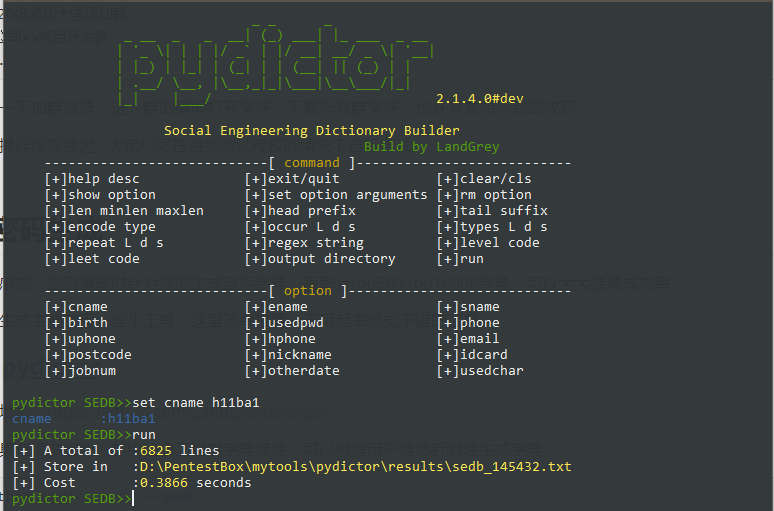 pydictor
2.1.4.0#dev
Social Engineering Dictionary Builder
Build by LandGrey
----------------------------[ command ]---------------------------
[+]help desc [+]exit/quit [+]clear/cls
[+]show option [+]set option arguments [+]rm option
[+]len minlen maxlen [+]head prefix [+]tail suffix
[+]encode type [+]occur L d s [+]types L d s
[+]repeat L d s [+]regex string [+]level code
[+]leet code [+]output directory [+]run
----------------------------[ option ]----------------------------
[+]cname [+]ename [+]sname
[+]birth [+]usedpwd [+]phone
[+]uphone [+]hphone [+]email
[+]postcode [+]nickname [+]idcard
[+]jobnum [+]otherdate [+]usedchar
pydictor SEDB>>set cname h11ba1
cname :h11ba1
pydictor SEDB>>run
[+] A total of :6825 lines
[+] Store in :D:\PentestBox\mytools\pydictor\results\sedb_145432.txt
[+] Cost :0.3866 seconds
pydictor SEDB>>